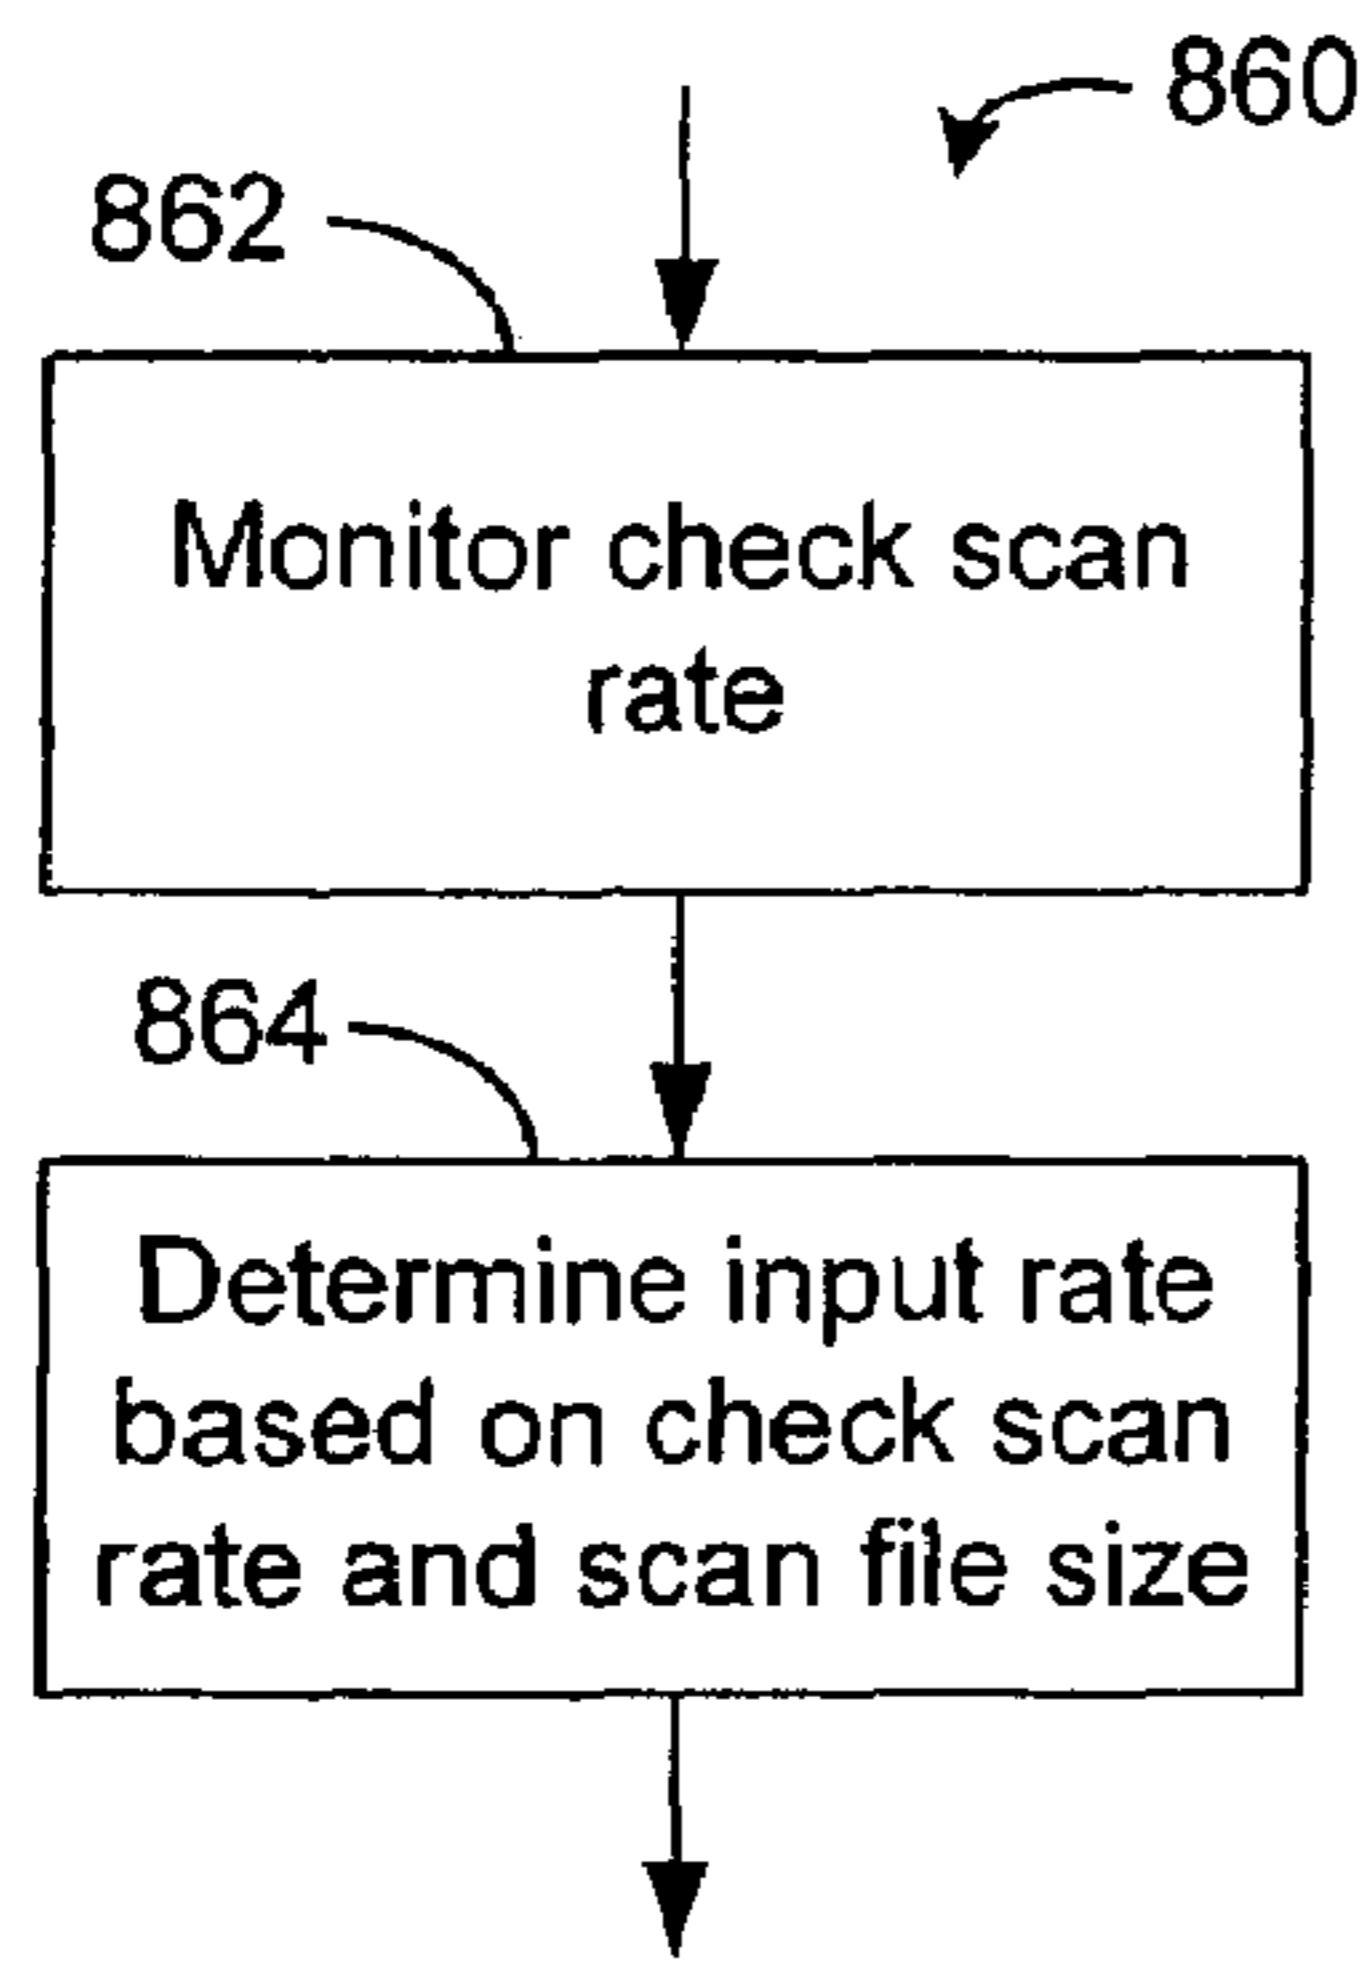 860
862
Monitor check scan
rate
864
Determine input rate
based on check scan
rate and scan file size